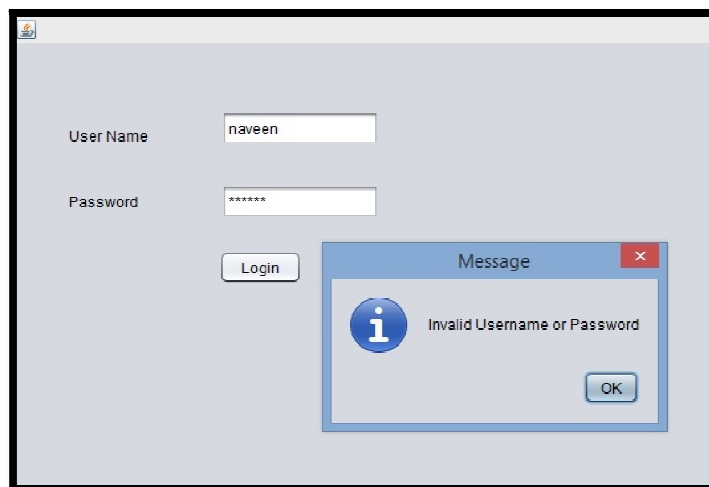 User Name
naveen
Password
******
Login
Message
Invalid Username or Password
OK